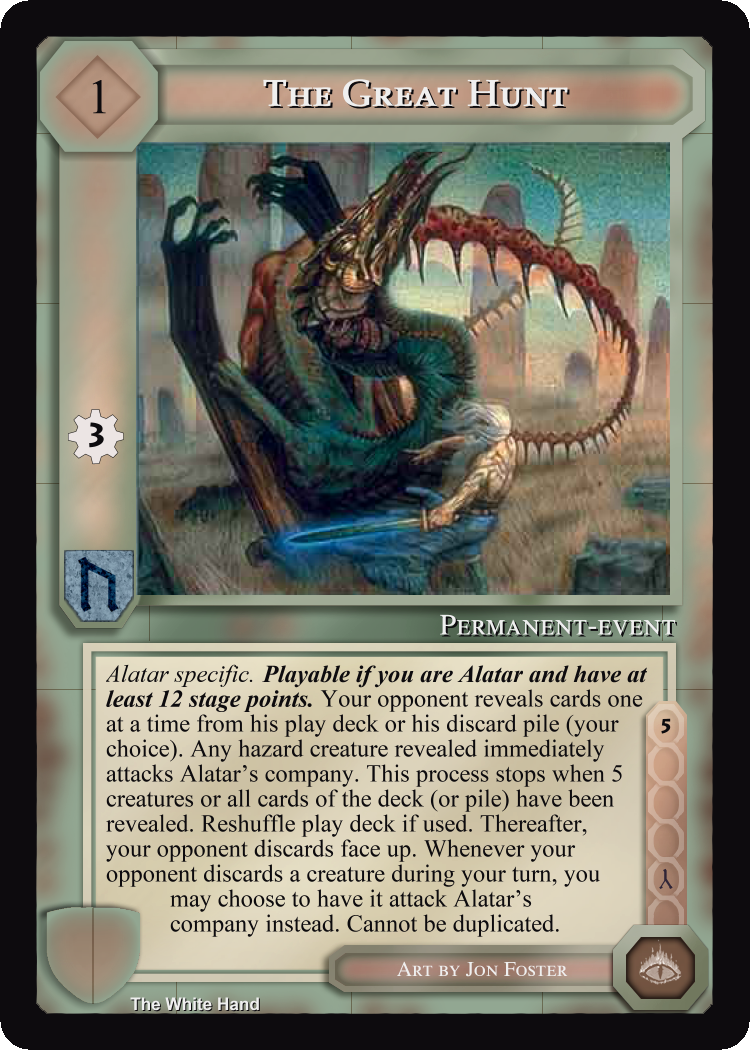 1
The Great Hunt
3
Permanent-event
Alatar specific. Playable if you are Alatar and have at
least 12 stage points. Your opponent reveals cards one
at a time from his play deck or his discard pile (your
choice). Any hazard creature revealed immediately
attacks Alatar's company. This process stops when 5
creatures or all cards of the deck (or pile) have been
revealed. Reshuffle play deck if used. Thereafter,
your opponent discards face up. Whenever your
opponent discards a creature during your turn, you
may choose to have it attack Alatar's
company instead. Cannot be duplicated.
5
Art by Jon Foster
The White Hand